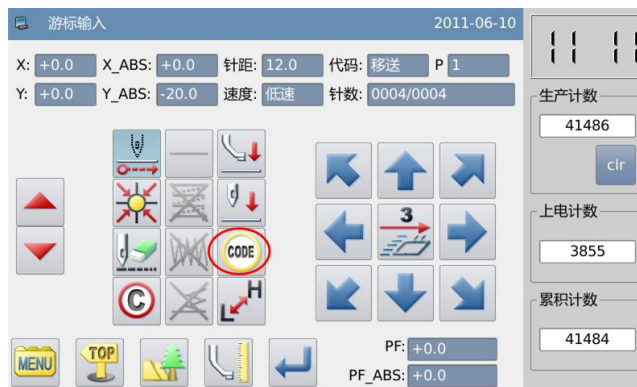 游标输入 2011-06-10
X: +0.0 X_ABS: +0.0 针距: 12.0 代码: 移送 P 1
Y: +0.0 Y_ABS: -20.0 速度: 低速 针数: 0004/0004
生产计数
41486
clr
上电计数
3855
累积计数
41484
3
CODE
C
H
L
PF: +0.0
PF_ABS: +0.0
MENU
TOP